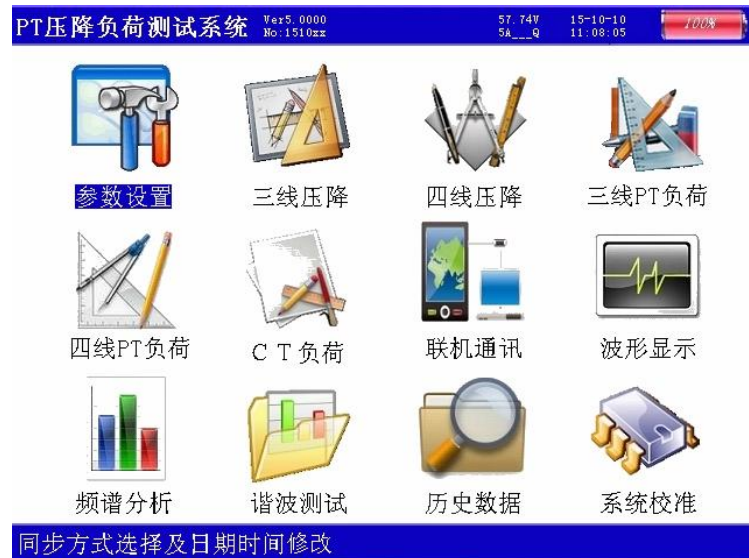 PT压降负荷测试系统 Ver5.0000 57.74V 15-10-10 100%
No:1510xx 5A___Q 11:08:05
参数设置 三线压降 四线压降 三线PT负荷
四线PT负荷 C T 负荷 联机通讯 波形显示
频谱分析 谐波测试 历史数据 系统校准
同步方式选择及日期时间修改